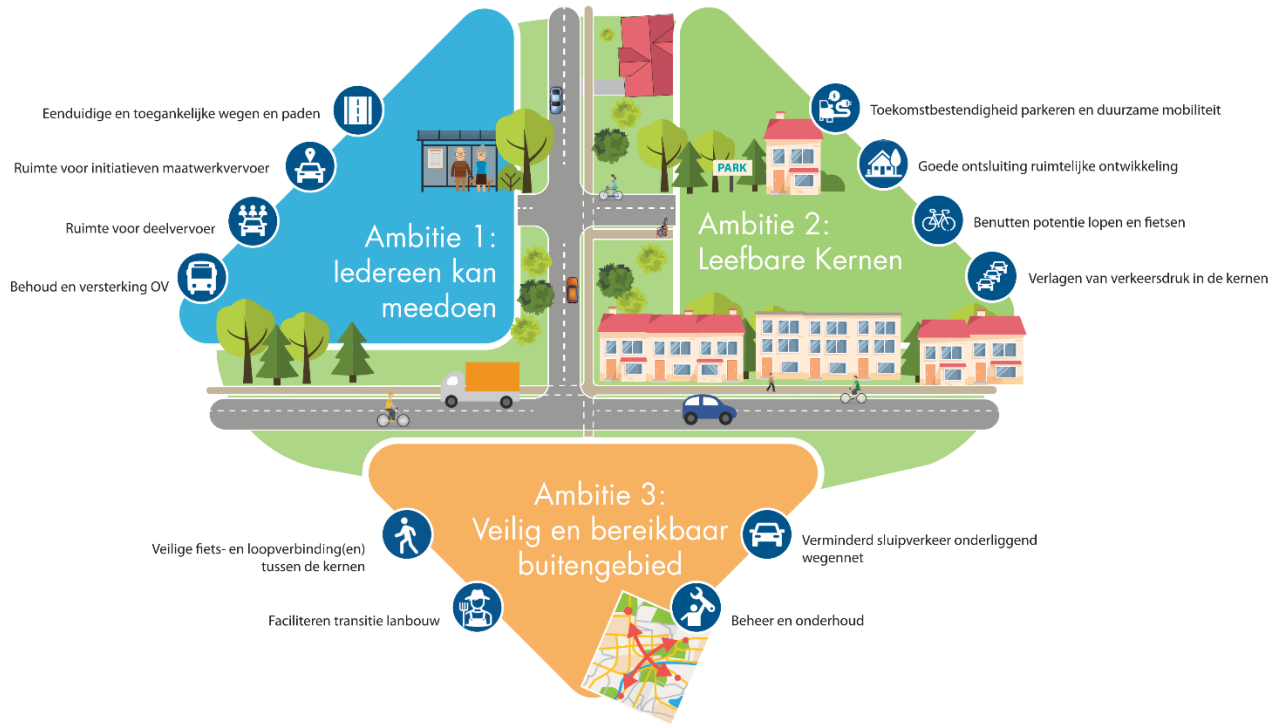 Eenduidige en toegankelijke wegen en paden
Ruimte voor initiatieven maatwerkvervoer
Ruimte voor deelvervoer
Behoud en versterking OV
Ambitie 1:
Iedereen kan
meedoen
PARK
Ambitie 2:
Leefbare Kernen
Toekomstbestendigheid parkeren en duurzame mobiliteit
Goede ontsluiting ruimtelijke ontwikkeling
Benutten potentie lopen en fietsen
Verlagen van verkeersdruk in de kernen
Ambitie 3:
Veilig en bereikbaar
buitengebied
Veilige fiets- en loopverbinding(en)
tussen de kernen
Faciliteren transitie lanbouw
Verminderd sluipverkeer onderliggend
wegennet
Beheer en onderhoud